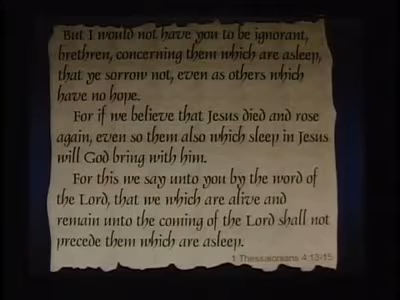 But I would not have you to be ignorant,
brethren, concerning them which are asleep,
that ye sorrow not, even as others which
have no hope.
For if we believe that Jesus died and rose
again, even so them also which sleep in Jesus
will God bring with him.
For this we say unto you by the word of
the Lord, that we which are alive and
remain unto the coming of the Lord shall not
precede them which are asleep.
1 Thessalonians 4:13-15